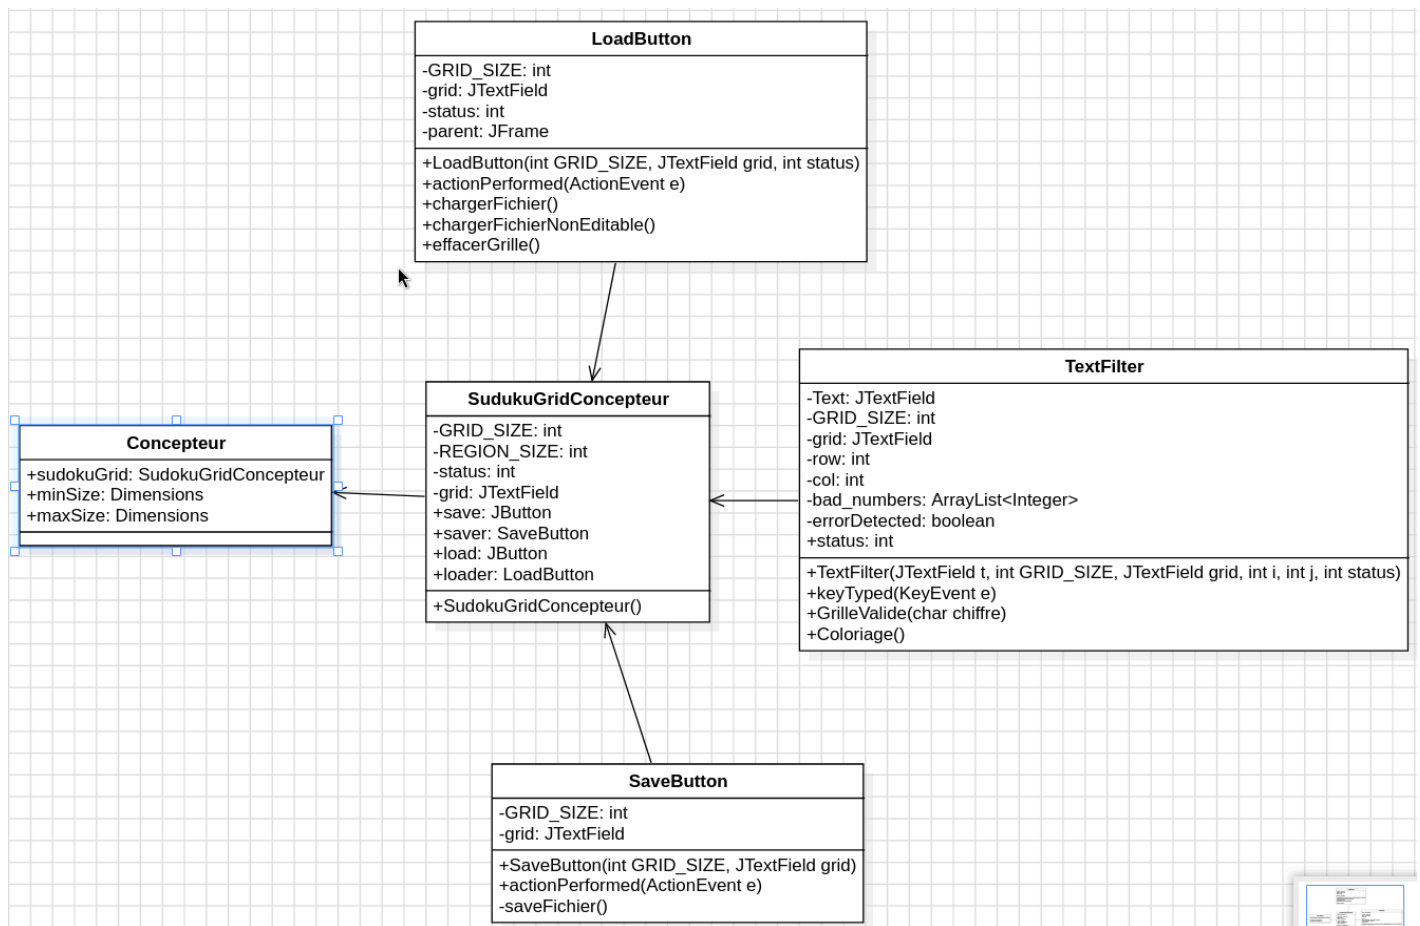 LoadButton
-GRID_SIZE: int
-grid: JTextField
-status: int
-parent: JFrame
+LoadButton(int GRID_SIZE, JTextField grid, int status)
+actionPerformed(ActionEvent e)
+chargerFichier()
+chargerFichierNonEditable()
+effacerGrille()
Concepteur
+sudokuGrid: SudokuGridConcepteur
+minSize: Dimensions
+maxSize: Dimensions
SudukuGridConcepteur
-GRID_SIZE: int
-REGION_SIZE: int
-status: int
-grid: JTextField
+save: JButton
+saver: SaveButton
+load: JButton
+loader: LoadButton
+SudokuGridConcepteur()
TextFilter
-Text: JTextField
-GRID_SIZE: int
-grid: JTextField
-row: int
-col: int
-bad_numbers: ArrayList<Integer>
-errorDetected: boolean
+status: int
+TextFilter(JTextField t, int GRID_SIZE, JTextField grid, int i, int j, int status)
+keyTyped(KeyEvent e)
+GrilleValide(char chiffre)
+Coloriage()
SaveButton
-GRID_SIZE: int
-grid: JTextField
+SaveButton(int GRID_SIZE, JTextField grid)
+actionPerformed(ActionEvent e)
-saveFichier()